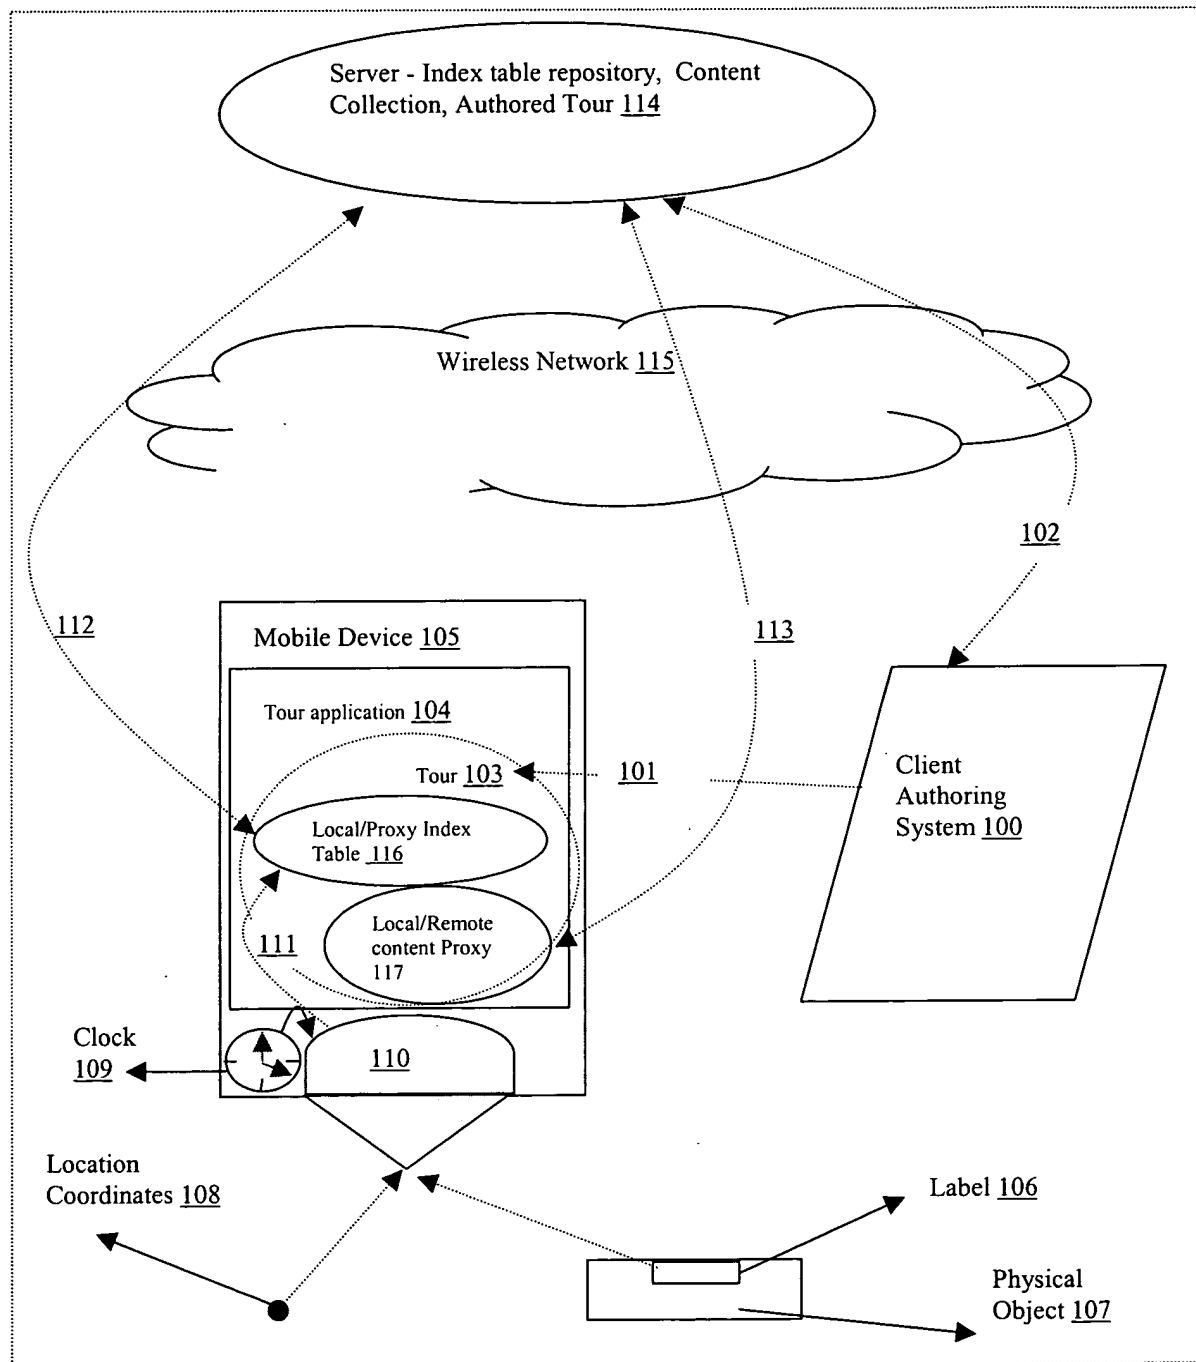 Server - Index table repository, Content
Collection, Authored Tour 114
Wireless Network 115
102
112
113
Mobile Device 105
Tour application 104
Tour 103
101
Client
Authoring
System 100
Local/Proxy Index
Table 116
Local/Remote
content Proxy
117
111
Clock
109
110
Location
Coordinates 108
Label 106
Physical
Object 107